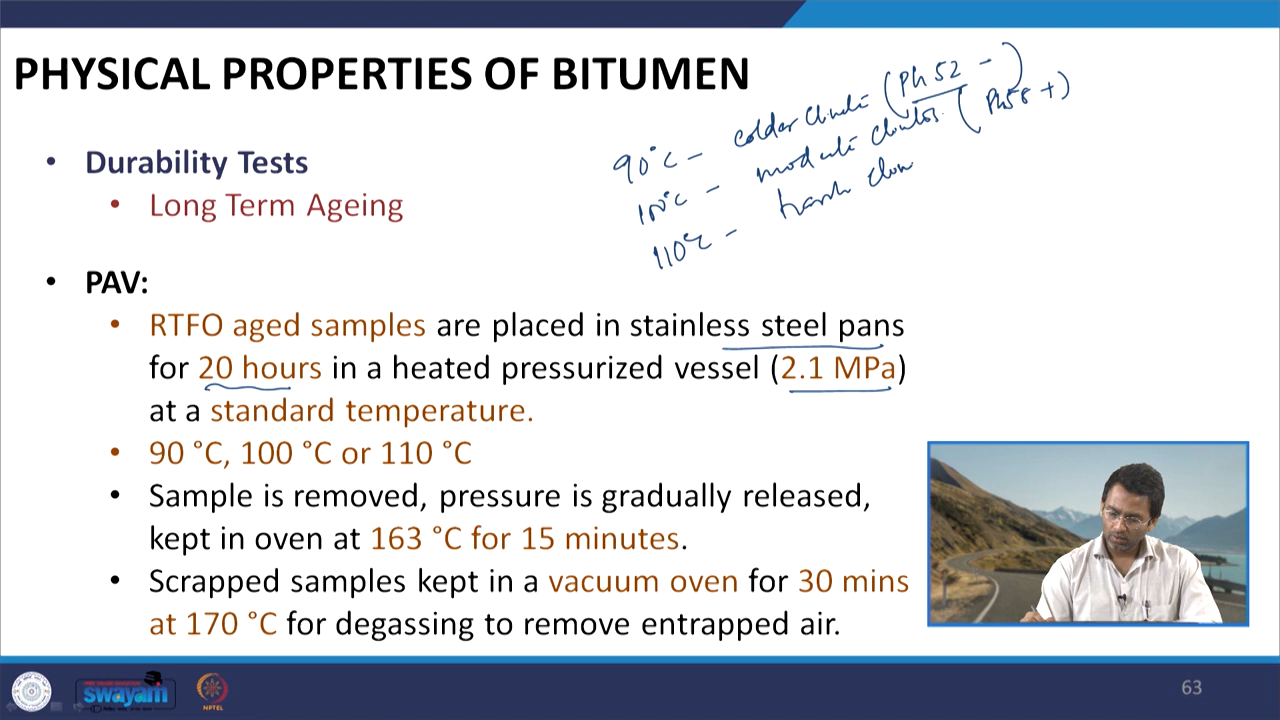 PHYSICAL PROPERTIES OF BITUMEN
90°C – colder climate (PG 52 –)
100°C – moderate climates (PG 58 +)
110°C – harsh
• Durability Tests
• Long Term Ageing
• PAV:
• RTFO aged samples are placed in stainless steel pans
for 20 hours in a heated pressurized vessel (2.1 MPa)
at a standard temperature.
• 90 °C, 100 °C or 110 °C
• Sample is removed, pressure is gradually released,
kept in oven at 163 °C for 15 minutes.
• Scrapped samples kept in a vacuum oven for 30 mins
at 170 °C for degassing to remove entrapped air.
swayam
NPTEL
63